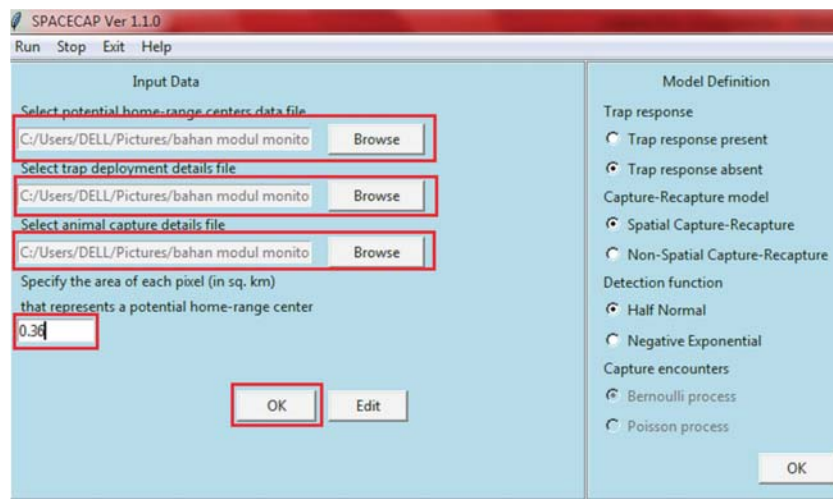 SPACECAP Ver 1.1.0
Run Stop Exit Help
Input Data
Select potential home-range centers data file
C:/Users/DELL/Pictures/bahan modul monito Browse
Select trap deployment details file
C:/Users/DELL/Pictures/bahan modul monito Browse
Select animal capture details file
C:/Users/DELL/Pictures/bahan modul monito Browse
Specify the area of each pixel (in sq. km)
that represents a potential home-range center
0.36
OK Edit
Model Definition
Trap response
Trap response present
Trap response absent
Capture-Recapture model
Spatial Capture-Recapture
Non-Spatial Capture-Recapture
Detection function
Half Normal
Negative Exponential
Capture encounters
Bernoulli process
Poisson process
OK